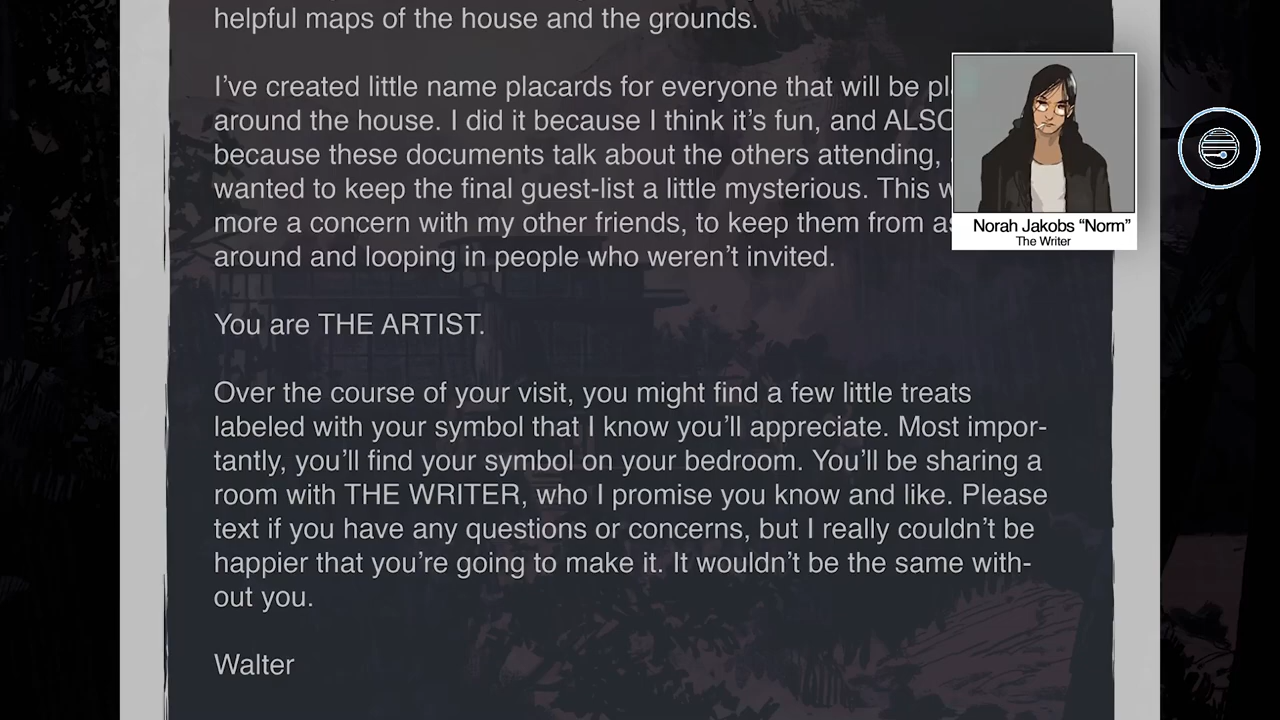 helpful maps of the house and the grounds.
I’ve created little name placards for everyone that will be
around the house. I did it because I think it’s fun, and ALSO
because these documents talk about the others attending,
wanted to keep the final guest-list a little mysterious. This
more a concern with my other friends, to keep them from
around and looping in people who weren’t invited.
Norah Jakobs “Norm”
The Writer
You are THE ARTIST.
Over the course of your visit, you might find a few little treats
labeled with your symbol that I know you’ll appreciate. Most impor-
tantly, you’ll find your symbol on your bedroom. You’ll be sharing a
room with THE WRITER, who I promise you know and like. Please
text if you have any questions or concerns, but I really couldn’t be
happier that you’re going to make it. It wouldn’t be the same with-
out you.
Walter